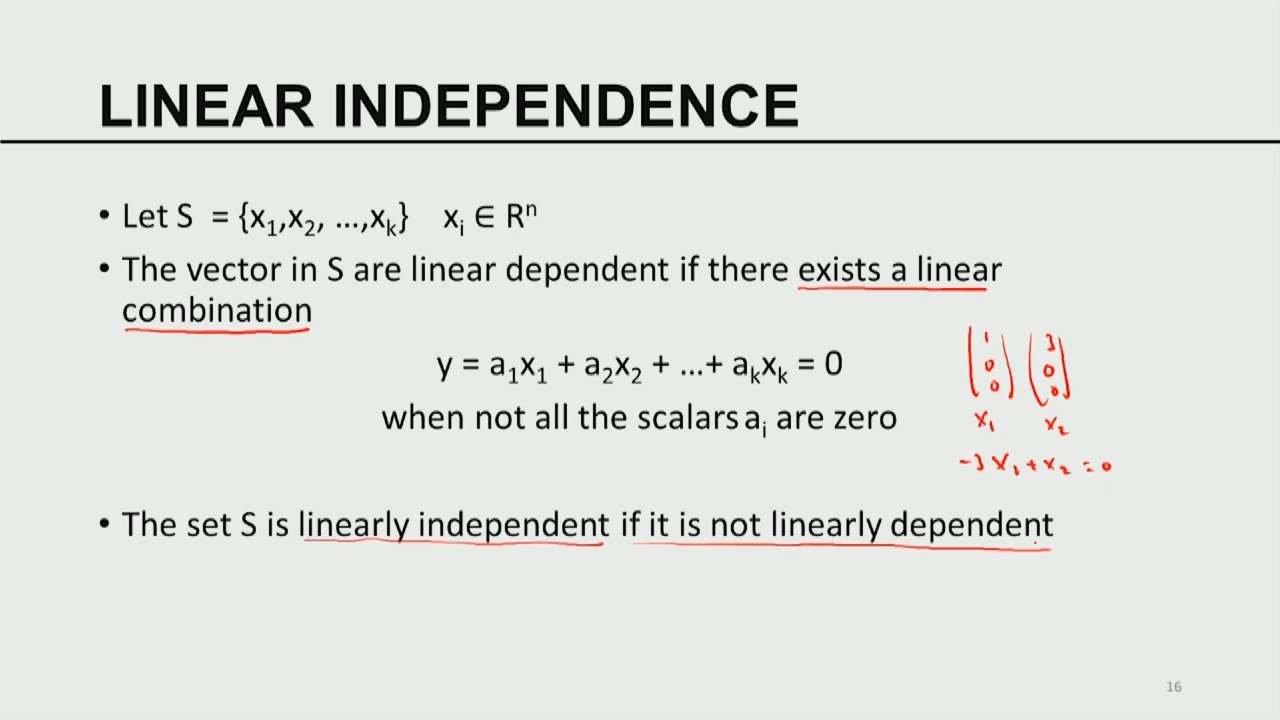 LINEAR INDEPENDENCE
• Let S = {x₁,x₂, ...,xₖ} xᵢ ∈ Rⁿ
• The vector in S are linear dependent if there exists a linear
combination
y = a₁x₁ + a₂x₂ + ...+ aₖxₖ = 0
when not all the scalars aᵢ are zero
[1 0 0] [3 0 0]
x₁ x₂
-3 x₁ + x₂ = 0
• The set S is linearly independent if it is not linearly dependent
16